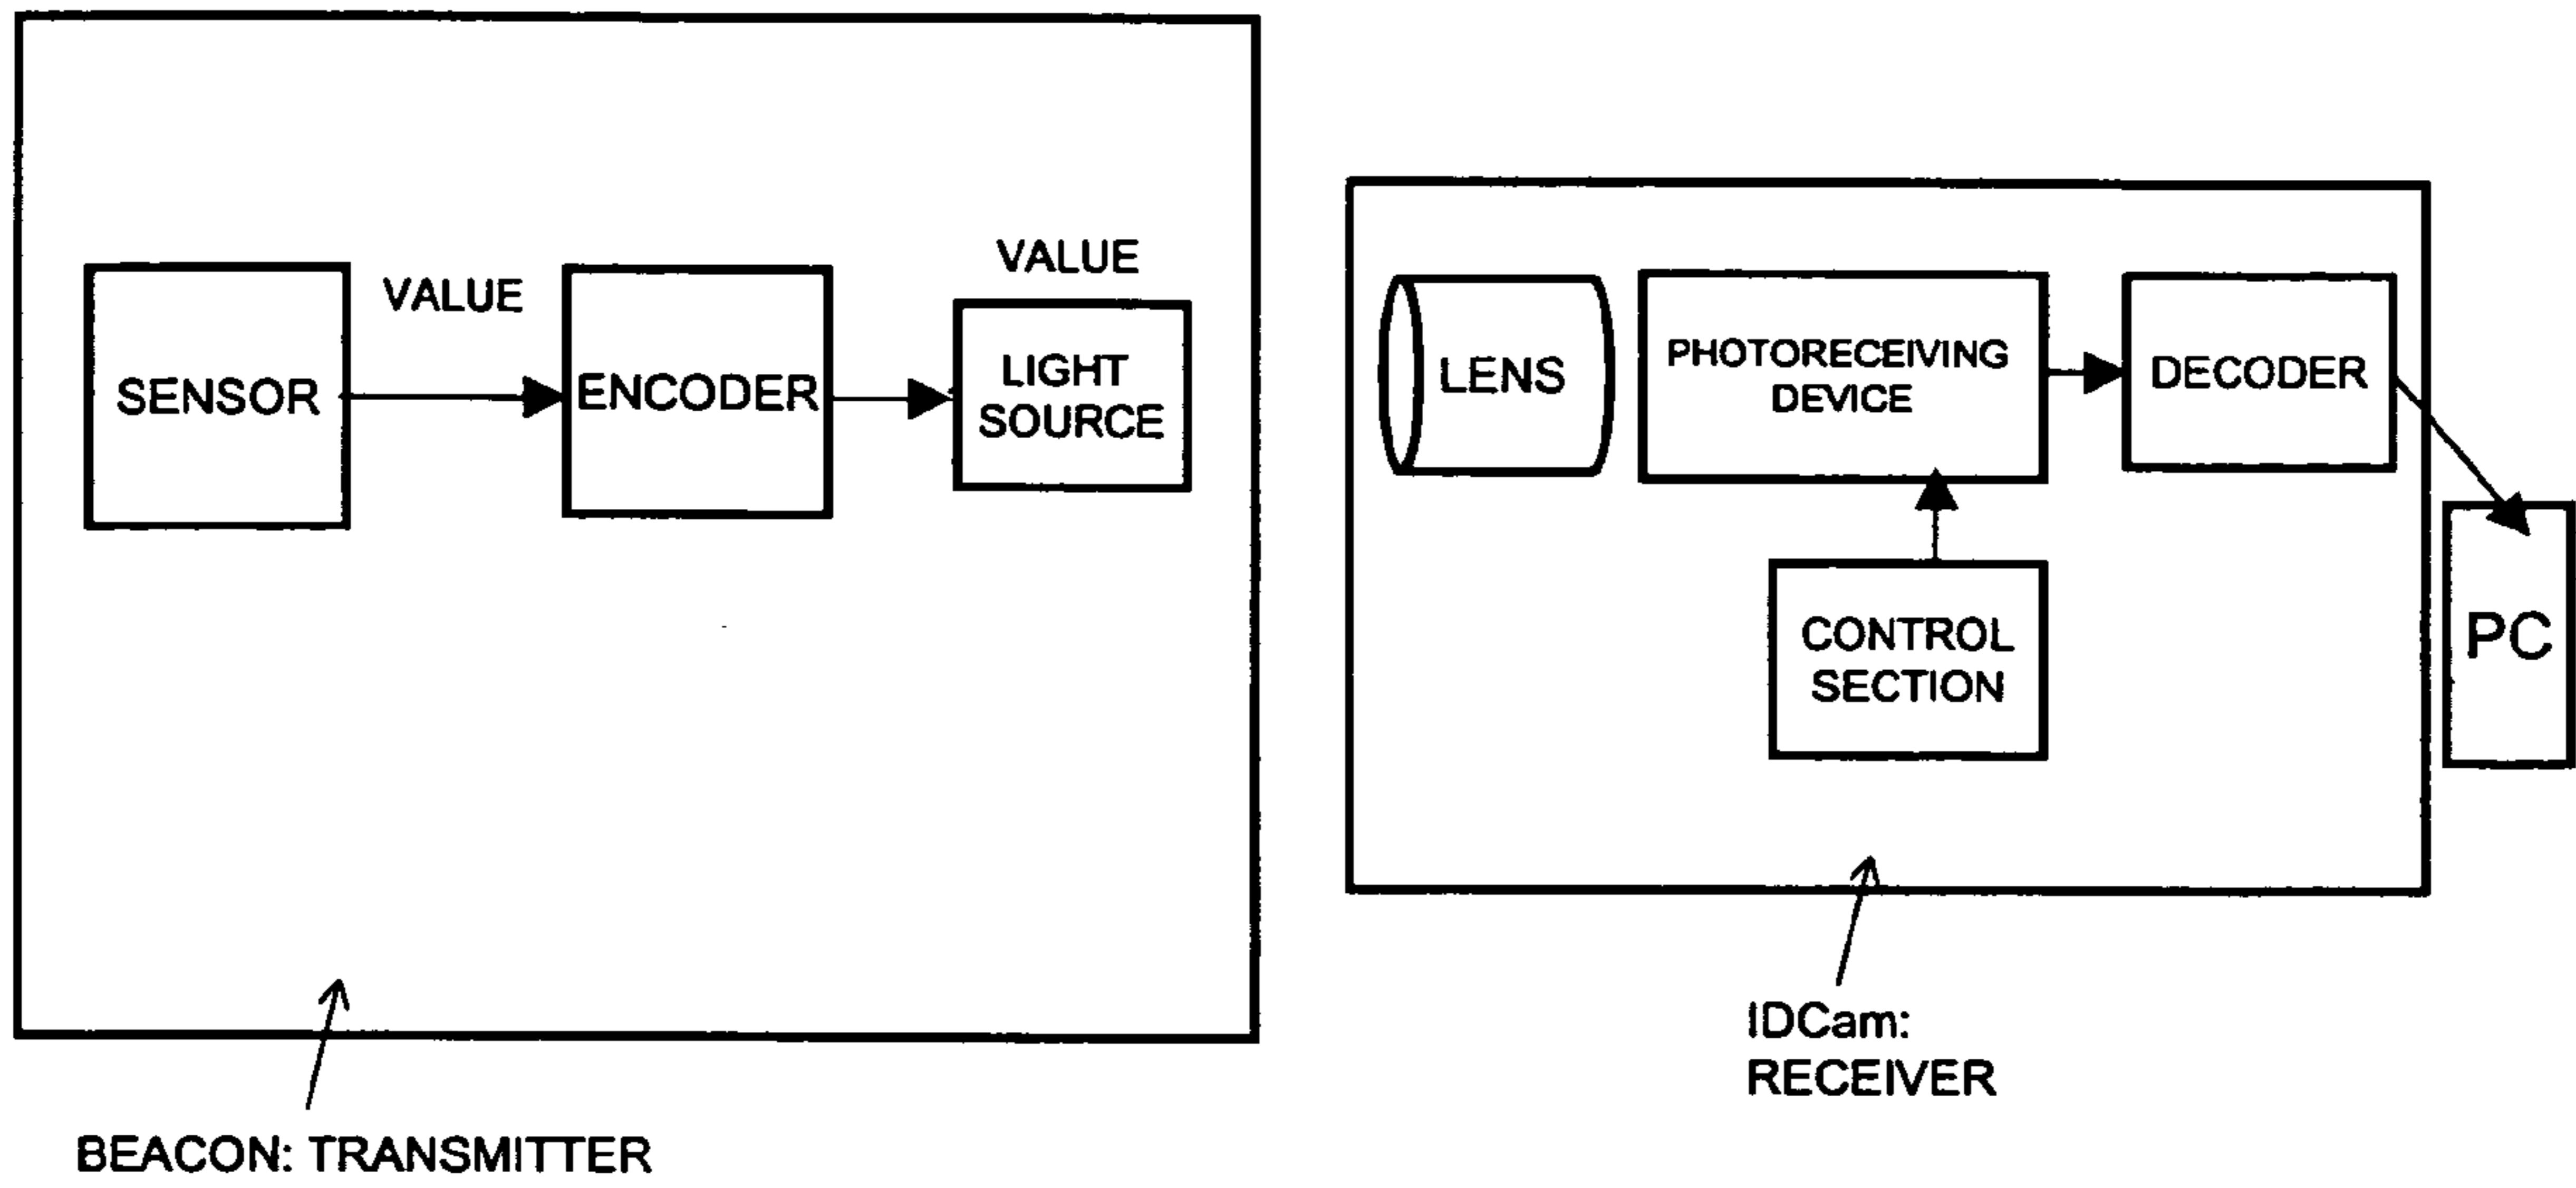 SENSOR
VALUE
ENCODER
VALUE
LIGHT
SOURCE
BEACON: TRANSMITTER
LENS
PHOTORECEIVING
DEVICE
DECODER
CONTROL
SECTION
PC
IDCam:
RECEIVER